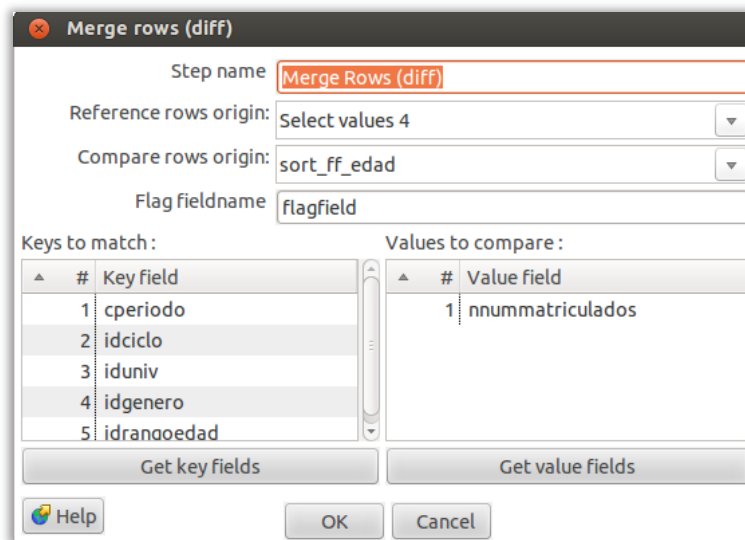 Merge rows (diff)
Step name Merge Rows (diff)
Reference rows origin: Select values 4
Compare rows origin: sort_ff_edad
Flag fieldname flagfield
Keys to match : Values to compare :
# Key field # Value field
1 cperiodo 1 nnummatriculados
2 idciclo
3 iduniv
4 idgenero
5 idrangoedad
Get key fields Get value fields
Help OK Cancel